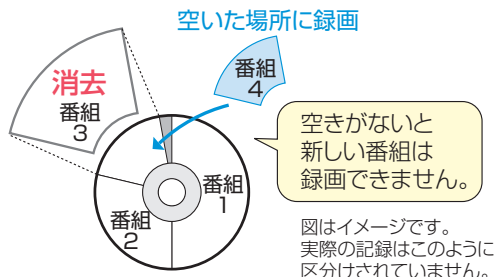 空いた場所に録画
番組
4
消去
番組
3
空きがないと
新しい番組は
録画できません。
番組
1
番組
2
図はイメージです。
実際の記録はこのように
区分けされていません。